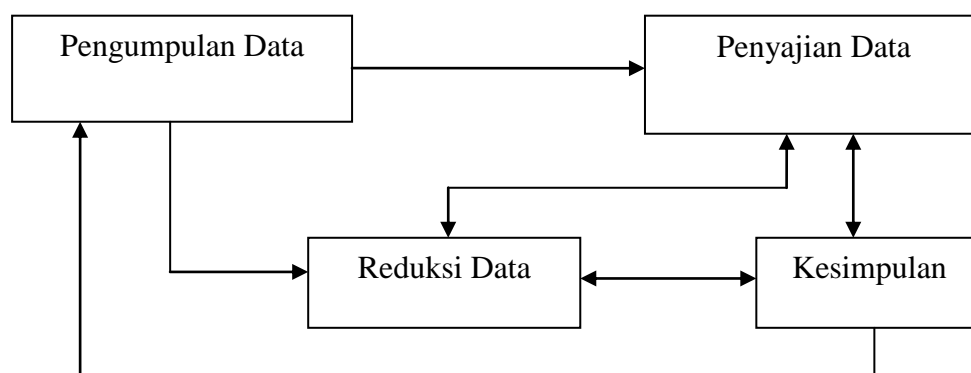 Pengumpulan Data
Penyajian Data
Reduksi Data
Kesimpulan